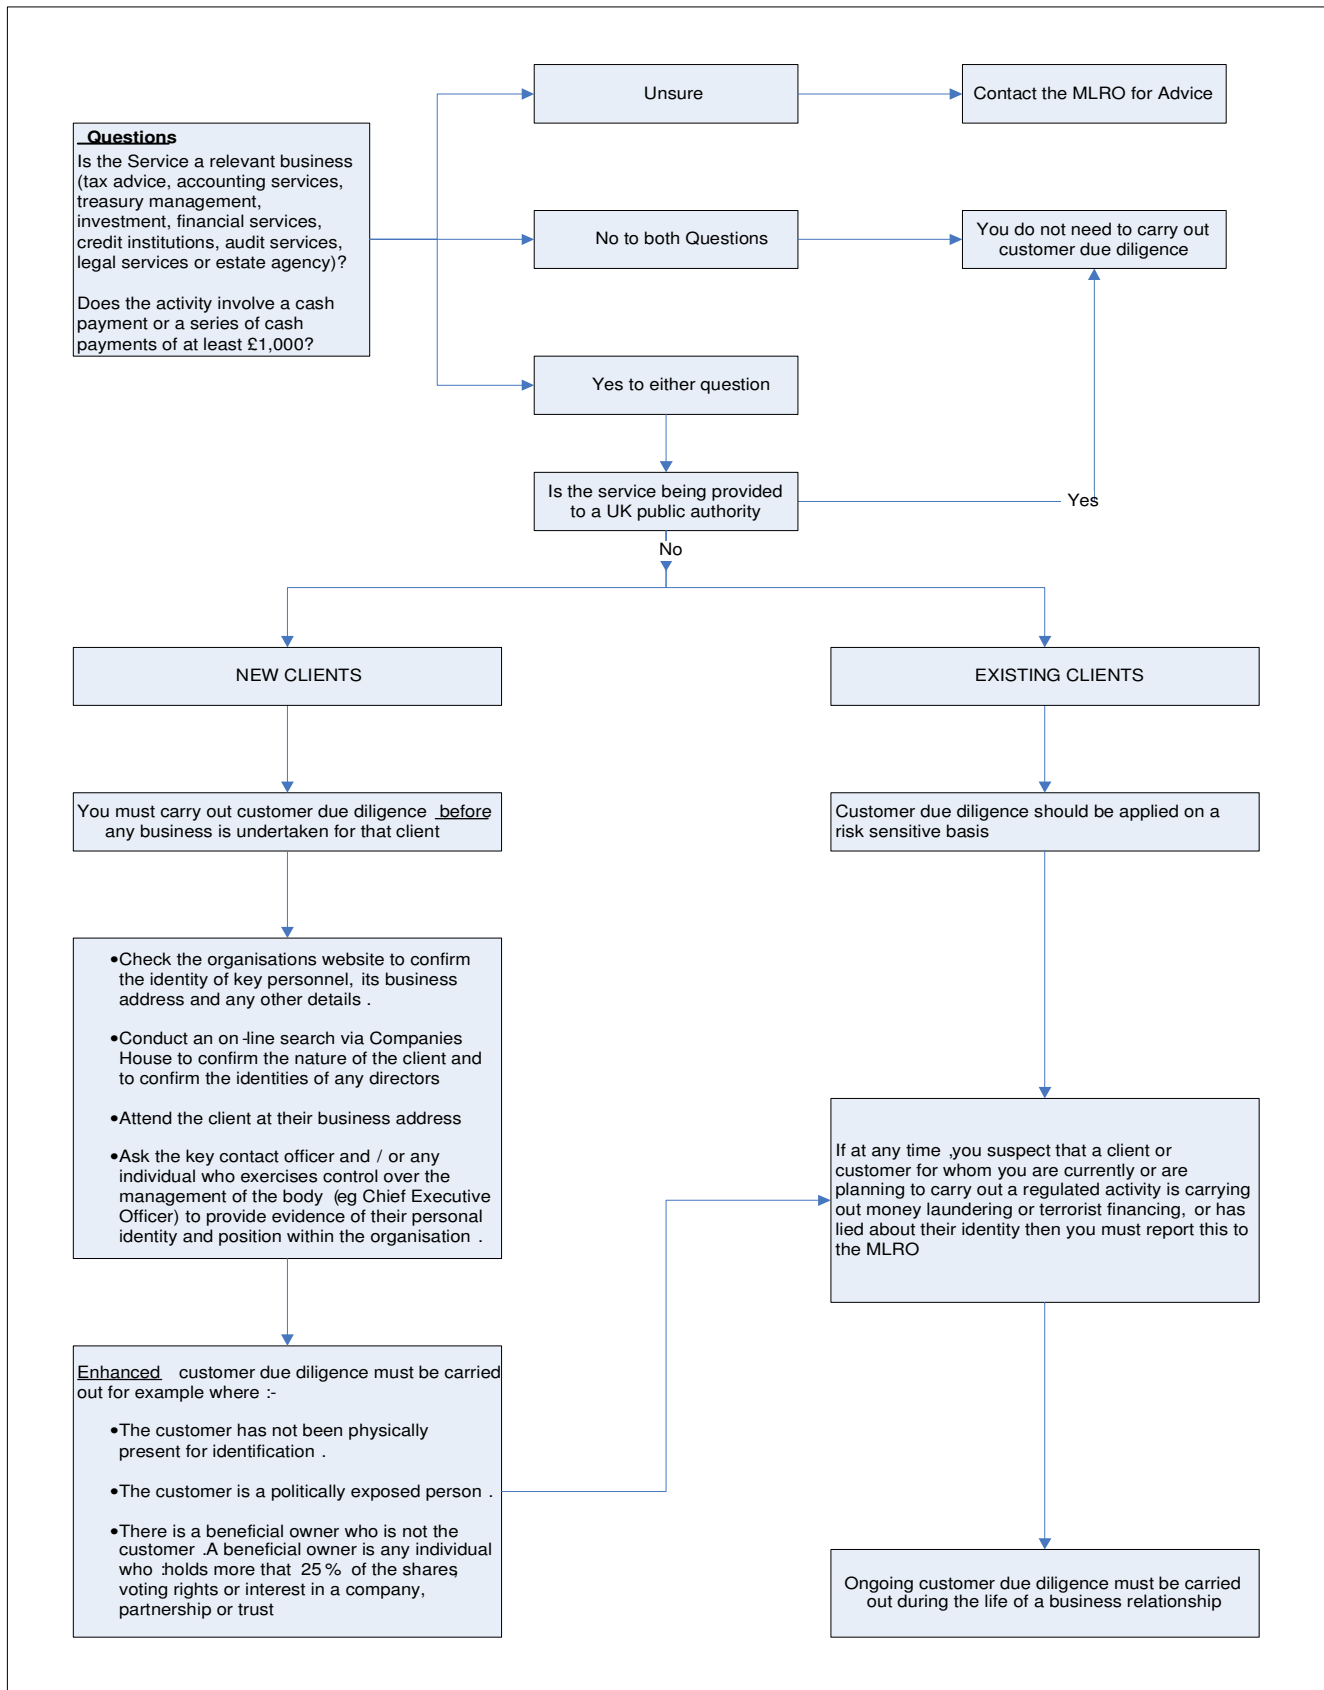 Questions
Is the Service a relevant business
(tax advice, accounting services,
treasury management,
investment, financial services,
credit institutions, audit services,
legal services or estate agency)?
Does the activity involve a cash
payment or a series of cash
payments of at least £1,000?
Unsure
Contact the MLRO for Advice
No to both Questions
You do not need to carry out
customer due diligence
Yes to either question
Is the service being provided
to a UK public authority
Yes
No
NEW CLIENTS
EXISTING CLIENTS
You must carry out customer due diligence before
any business is undertaken for that client
Customer due diligence should be applied on a
risk sensitive basis
•Check the organisations website to confirm
the identity of key personnel, its business
address and any other details .
•Conduct an on-line search via Companies
House to confirm the nature of the client and
to confirm the identities of any directors
•Attend the client at their business address
•Ask the key contact officer and / or any
individual who exercises control over the
management of the body (eg Chief Executive
Officer) to provide evidence of their personal
identity and position within the organisation .
If at any time ,you suspect that a client or
customer for whom you are currently or are
planning to carry out a regulated activity is carrying
out money laundering or terrorist financing, or has
lied about their identity then you must report this to
the MLRO
Enhanced customer due diligence must be carried
out for example where :-
•The customer has not been physically
present for identification .
•The customer is a politically exposed person .
•There is a beneficial owner who is not the
customer .A beneficial owner is any individual
who :holds more that 25% of the shares,
voting rights or interest in a company,
partnership or trust
Ongoing customer due diligence must be carried
out during the life of a business relationship